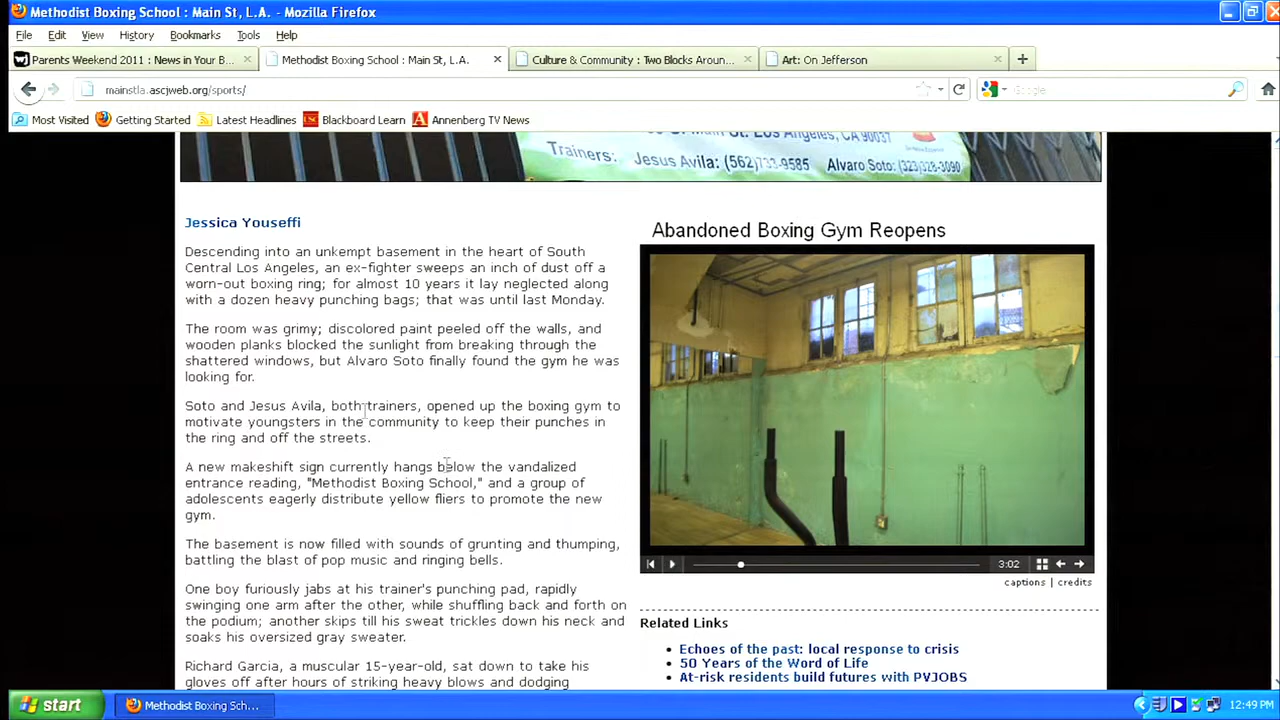 Methodist Boxing School : Main St, L.A. - Mozilla Firefox
File Edit View History Bookmarks Tools Help
Parents Weekend 2011 : News in Your B... Methodist Boxing School : Main St, L.A. Culture & Community : Two Blocks Aroun... Art: On Jefferson
mainstla.ascjweb.org/sports/ Google
Most Visited Getting Started Latest Headlines USC Blackboard Learn Annenberg TV News
Main St. Los Angeles, CA 90037
Trainers: Jesus Avila: (562)733-9585 Alvaro Soto: (323)328-3090
Jessica Youseffi
Abandoned Boxing Gym Reopens
Descending into an unkempt basement in the heart of South
Central Los Angeles, an ex-fighter sweeps an inch of dust off a
worn-out boxing ring; for almost 10 years it lay neglected along
with a dozen heavy punching bags; that was until last Monday.
The room was grimy; discolored paint peeled off the walls, and
wooden planks blocked the sunlight from breaking through the
shattered windows, but Alvaro Soto finally found the gym he was
looking for.
Soto and Jesus Avila, both trainers, opened up the boxing gym to
motivate youngsters in the community to keep their punches in
the ring and off the streets.
A new makeshift sign currently hangs below the vandalized
entrance reading, "Methodist Boxing School," and a group of
adolescents eagerly distribute yellow fliers to promote the new
gym.
The basement is now filled with sounds of grunting and thumping,
battling the blast of pop music and ringing bells.
One boy furiously jabs at his trainer's punching pad, rapidly
swinging one arm after the other, while shuffling back and forth on
the podium; another skips till his sweat trickles down his neck and
soaks his oversized gray sweater.
Richard Garcia, a muscular 15-year-old, sat down to take his
gloves off after hours of striking heavy blows and dodging
3:02
captions | credits
Related Links
Echoes of the past: local response to crisis
50 Years of the Word of Life
At-risk residents build futures with PVJOBS
start Methodist Boxing Sch... 12:49 PM